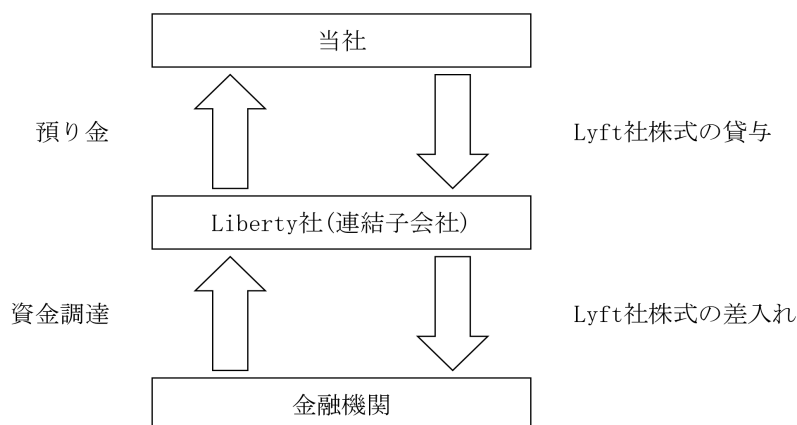 当社
預り金
Lyft社株式の貸与
Liberty社(連結子会社)
資金調達
Lyft社株式の差入れ
金融機関